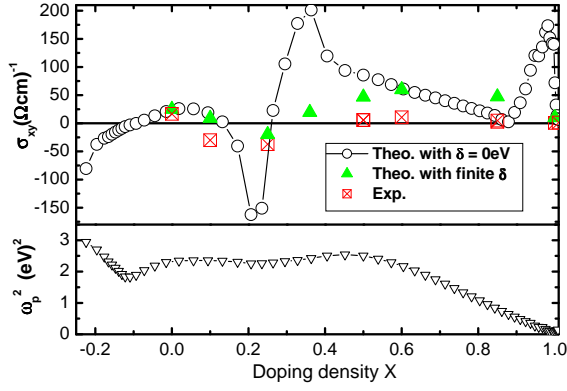 200
150
100
50
0
-50
-100
-150
σxy(Ωcm)⁻¹
Theo. with δ = 0eV
Theo. with finite δ
Exp.
3
2
1
0
ωp² (eV)²
-0.2 0.0 0.2 0.4 0.6 0.8 1.0
Doping density X